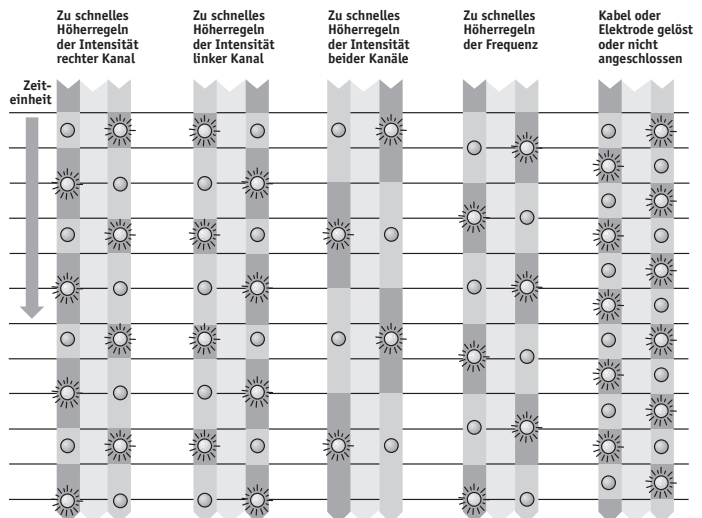 Zu schnelles
Höherregeln
der Intensität
rechter Kanal
Zu schnelles
Höherregeln
der Intensität
linker Kanal
Zu schnelles
Höherregeln
der Intensität
beider Kanäle
Zu schnelles
Höherregeln
der Frequenz
Kabel oder
Elektrode gelöst
oder nicht
angeschlossen
Zeit-
einheit